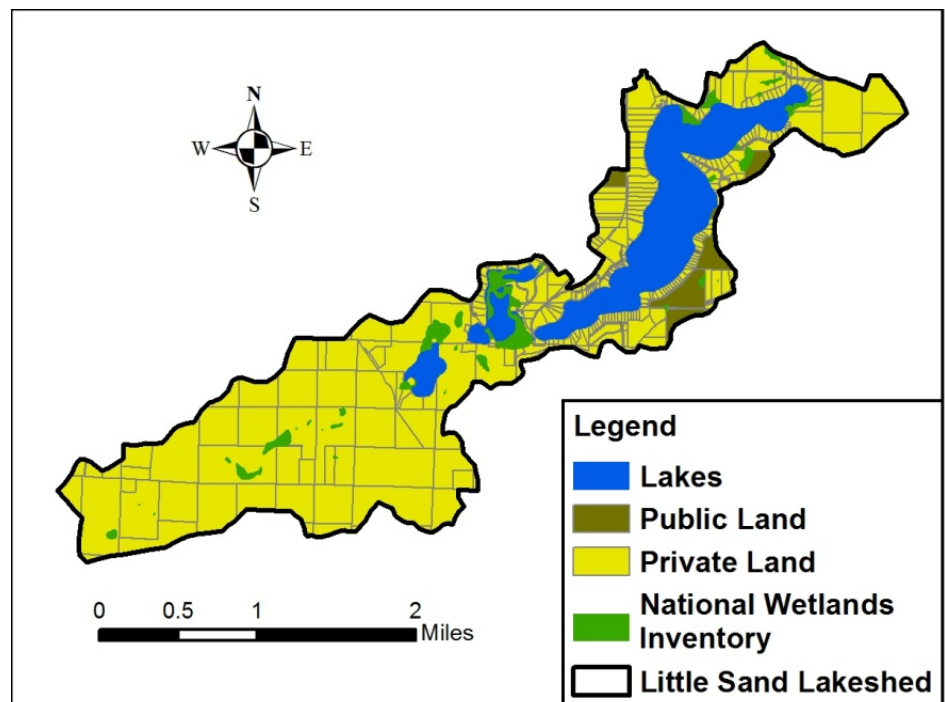 N
W E
S
Legend
Lakes
Public Land
Private Land
National Wetlands
Inventory
Little Sand Lakeshed
0 0.5 1 2
Miles